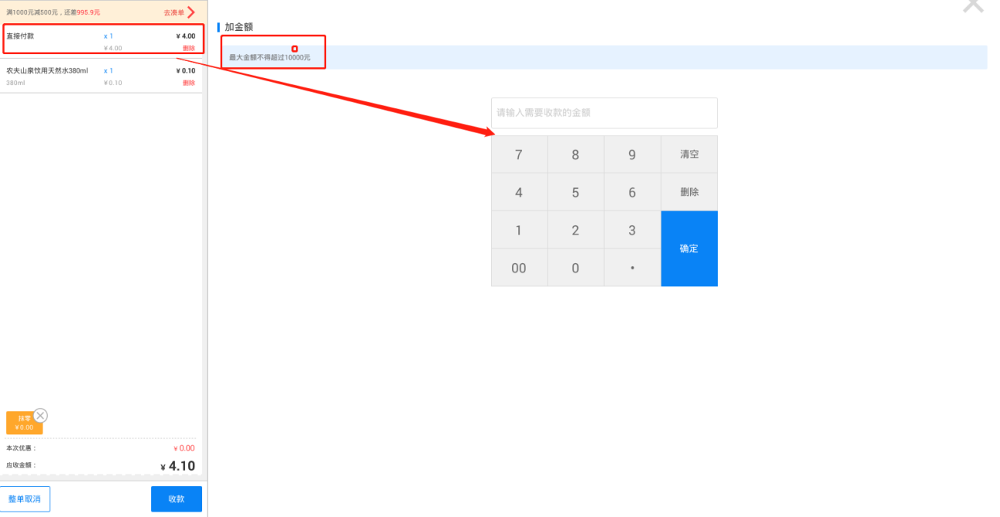 满1000元减500元，还差995.9元 去凑单
直接付款 x 1 ¥ 4.00
¥ 4.00 删除
农夫山泉饮用天然水380ml x 1 ¥ 0.10
380ml ¥ 0.10 删除
抹零
¥ 0.00
本次优惠： ¥ 0.00
应收金额： ¥ 4.10
整单取消 收款
加金额
最大金额不得超过10000元
请输入需要收款的金额
7 8 9 清空
4 5 6 删除
1 2 3
确定
00 0 .